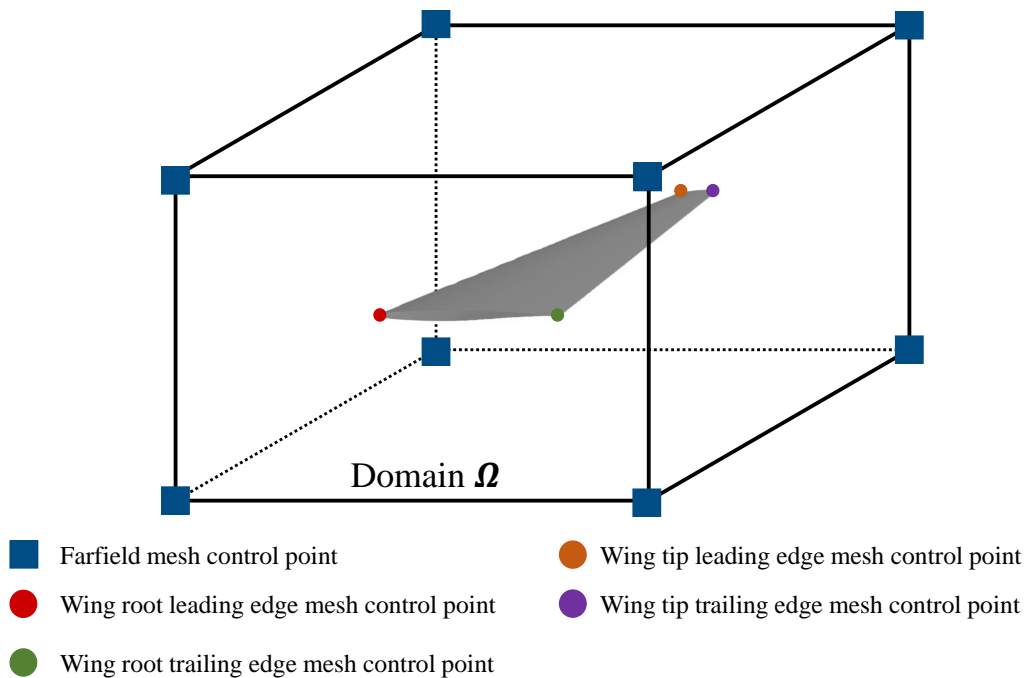 Domain Ω
Farfield mesh control point
Wing tip leading edge mesh control point
Wing root leading edge mesh control point
Wing tip trailing edge mesh control point
Wing root trailing edge mesh control point